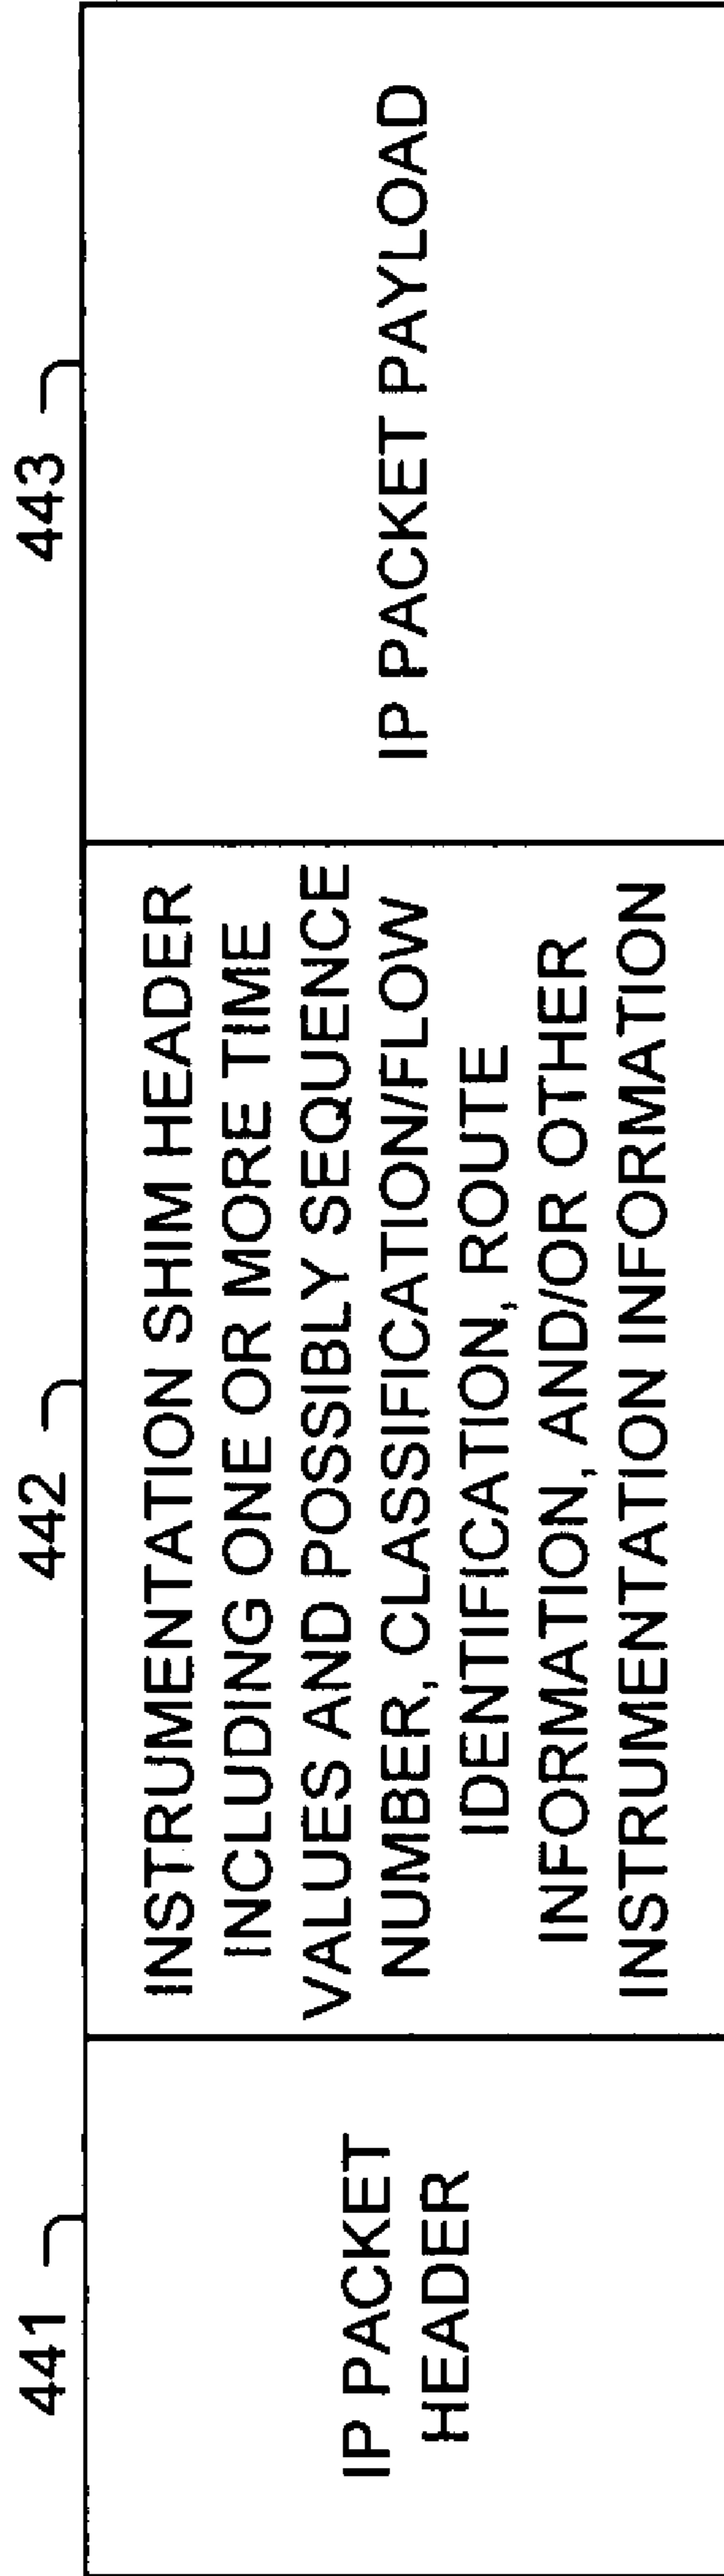 441
IP PACKET
HEADER
442
INSTRUMENTATION SHIM HEADER
INCLUDING ONE OR MORE TIME
VALUES AND POSSIBLY SEQUENCE
NUMBER, CLASSIFICATION/FLOW
IDENTIFICATION, ROUTE
INFORMATION, AND/OR OTHER
INSTRUMENTATION INFORMATION
443
IP PACKET PAYLOAD